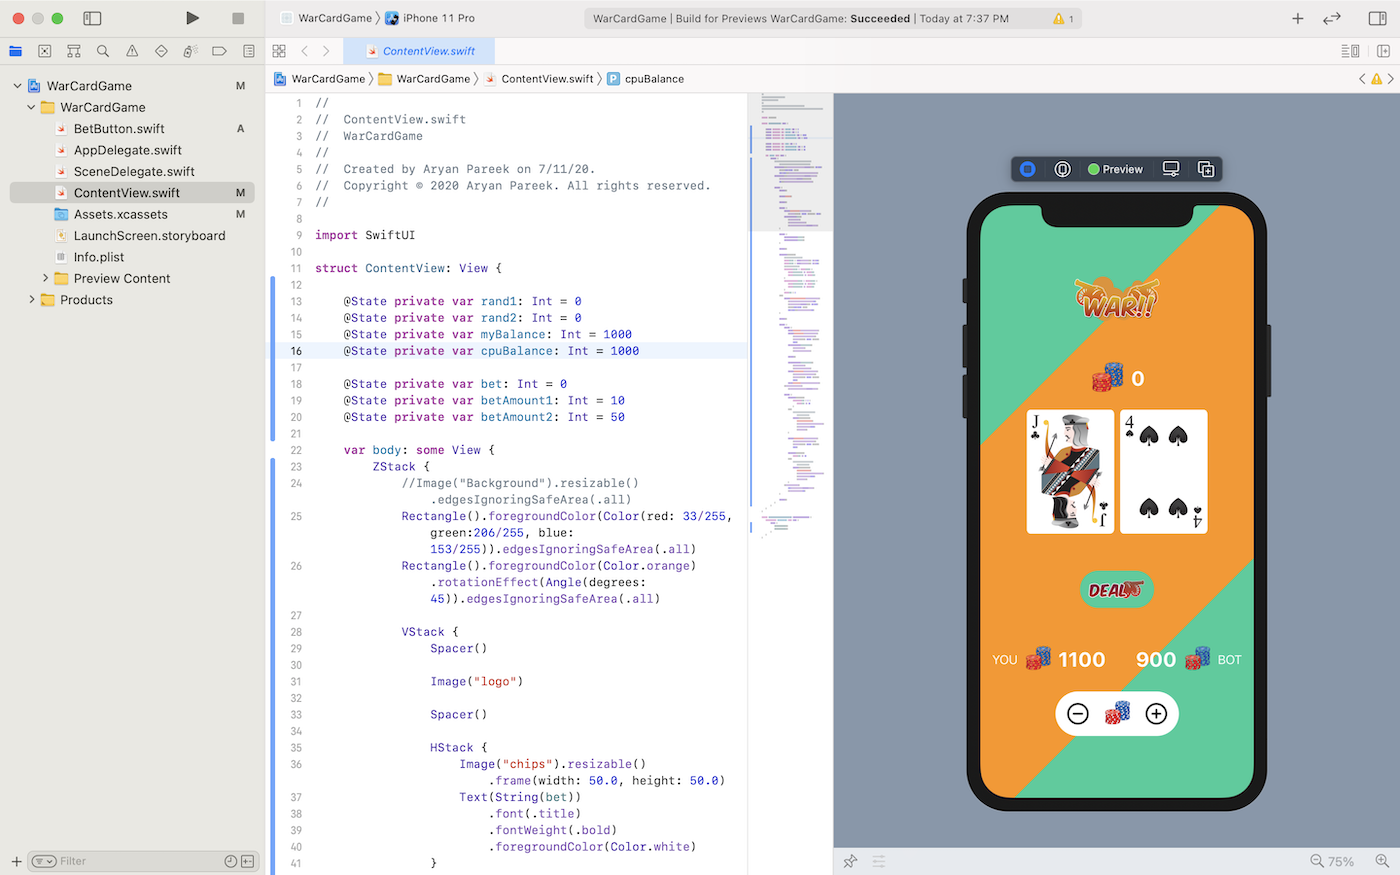 WarCardGame
iPhone 11 Pro
WarCardGame | Build for Previews WarCardGame: Succeeded | Today at 7:37 PM
1
ContentView.swift
WarCardGame
WarCardGame
ContentView.swift
P
cpuBalance
WarCardGame M
WarCardGame
BetButton.swift A
AppDelegate.swift
SceneDelegate.swift
ContentView.swift M
Assets.xcassets M
LaunchScreen.storyboard
Info.plist
Preview Content
Products
Filter
1 //
2 //  ContentView.swift
3 //  WarCardGame
4 //
5 //  Created by Aryan Pareek on 7/11/20.
6 //  Copyright © 2020 Aryan Pareek. All rights reserved.
7 //
8
9 import SwiftUI
10
11 struct ContentView: View {
12
13 @State private var rand1: Int = 0
14 @State private var rand2: Int = 0
15 @State private var myBalance: Int = 1000
16 @State private var cpuBalance: Int = 1000
17
18 @State private var bet: Int = 0
19 @State private var betAmount1: Int = 10
20 @State private var betAmount2: Int = 50
21
22 var body: some View {
23 ZStack {
24 //Image("Background").resizable()
.edgesIgnoringSafeArea(.all)
25 Rectangle().foregroundColor(Color(red: 33/255,
green:206/255, blue:
153/255)).edgesIgnoringSafeArea(.all)
26 Rectangle().foregroundColor(Color.orange)
.rotationEffect(Angle(degrees:
45)).edgesIgnoringSafeArea(.all)
27
28 VStack {
29 Spacer()
30
31 Image("logo")
32
33 Spacer()
34
35 HStack {
36 Image("chips").resizable()
.frame(width: 50.0, height: 50.0)
37 Text(String(bet))
38 .font(.title)
39 .fontWeight(.bold)
40 .foregroundColor(Color.white)
41 }
Preview
WAR!!
0
J
J
4
4
DEAL
YOU 1100 900 BOT
75%